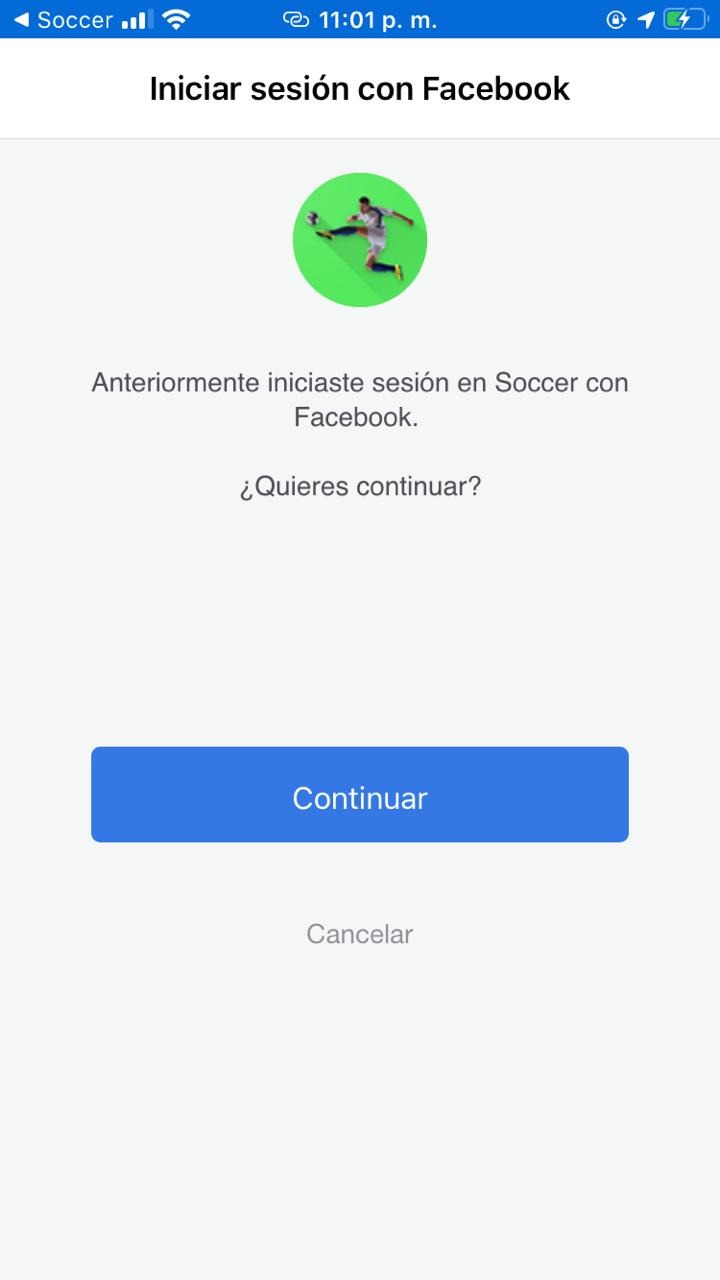 Soccer 11:01 p. m.
Iniciar sesión con Facebook
Anteriormente iniciaste sesión en Soccer con
Facebook.
¿Quieres continuar?
Continuar
Cancelar